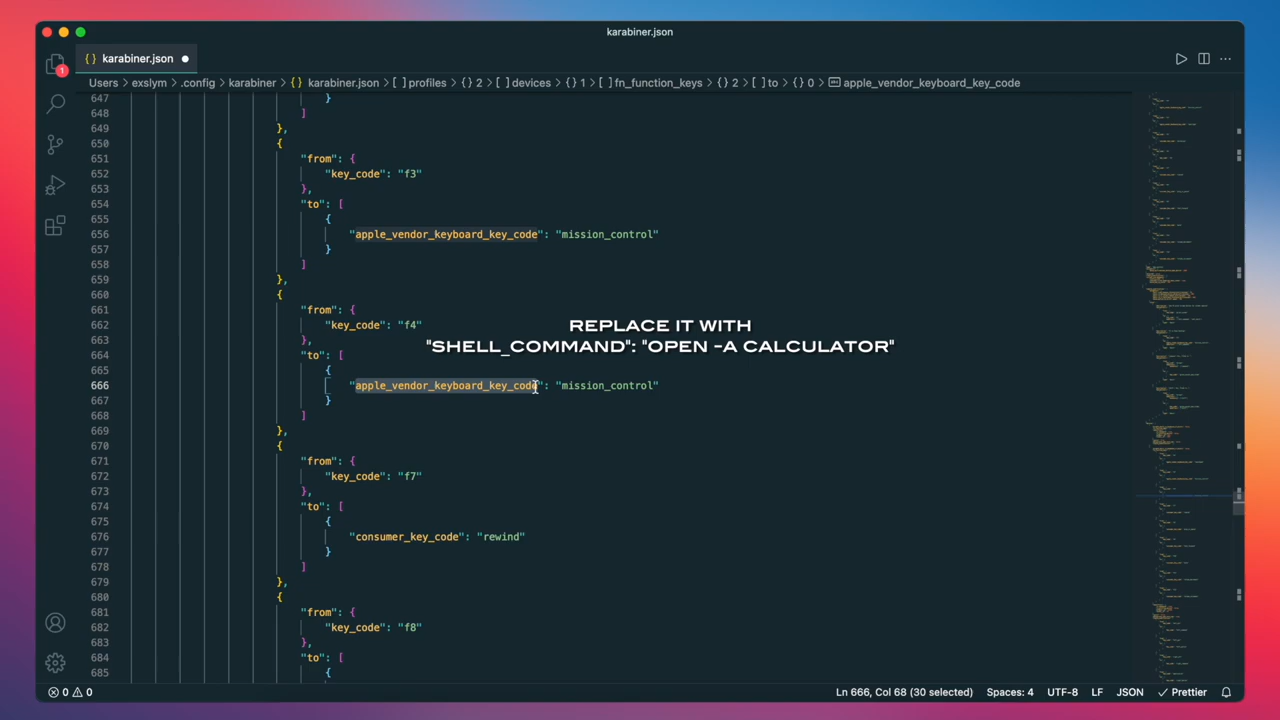 karabiner.json
{ } karabiner.json ●
1
Users > exslym > .config > karabiner > { } karabiner.json > [ ] profiles > { } 2 > [ ] devices > { } 1 > [ ] fn_function_keys > { } 2 > [ ] to > { } 0 > apple_vendor_keyboard_key_code
647 }
648 ]
649 },
650 {
651 "from": {
652 "key_code": "f3"
653 },
654 "to": [
655 {
656 "apple_vendor_keyboard_key_code": "mission_control"
657 }
658 ]
659 },
660 {
661 "from": {
662 "key_code": "f4"
663 },
664 "to": [
665 {
666 "apple_vendor_keyboard_key_code": "mission_control"
667 }
668 ]
669 },
670 {
671 "from": {
672 "key_code": "f7"
673 },
674 "to": [
675 {
676 "consumer_key_code": "rewind"
677 }
678 ]
679 },
680 {
681 "from": {
682 "key_code": "f8"
683 },
684 "to": [
685 {
REPLACE IT WITH
"SHELL_COMMAND": "OPEN -A CALCULATOR"
0 0 Ln 666, Col 68 (30 selected) Spaces: 4 UTF-8 LF JSON Prettier